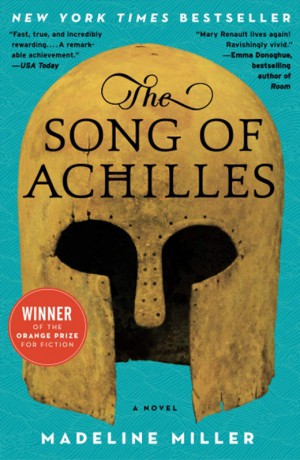 NEW YORK TIMES BESTSELLER
"Fast, true, and incredibly
rewarding. . . . A remark-
able achievement."
—USA Today
"Mary Renault lives again!
Ravishingly vivid."
—Emma Donoghue,
bestselling
author of
Room
The
SONG OF
ACHILLES
WINNER
OF THE
ORANGE PRIZE
FOR FICTION
A NOVEL
MADELINE MILLER